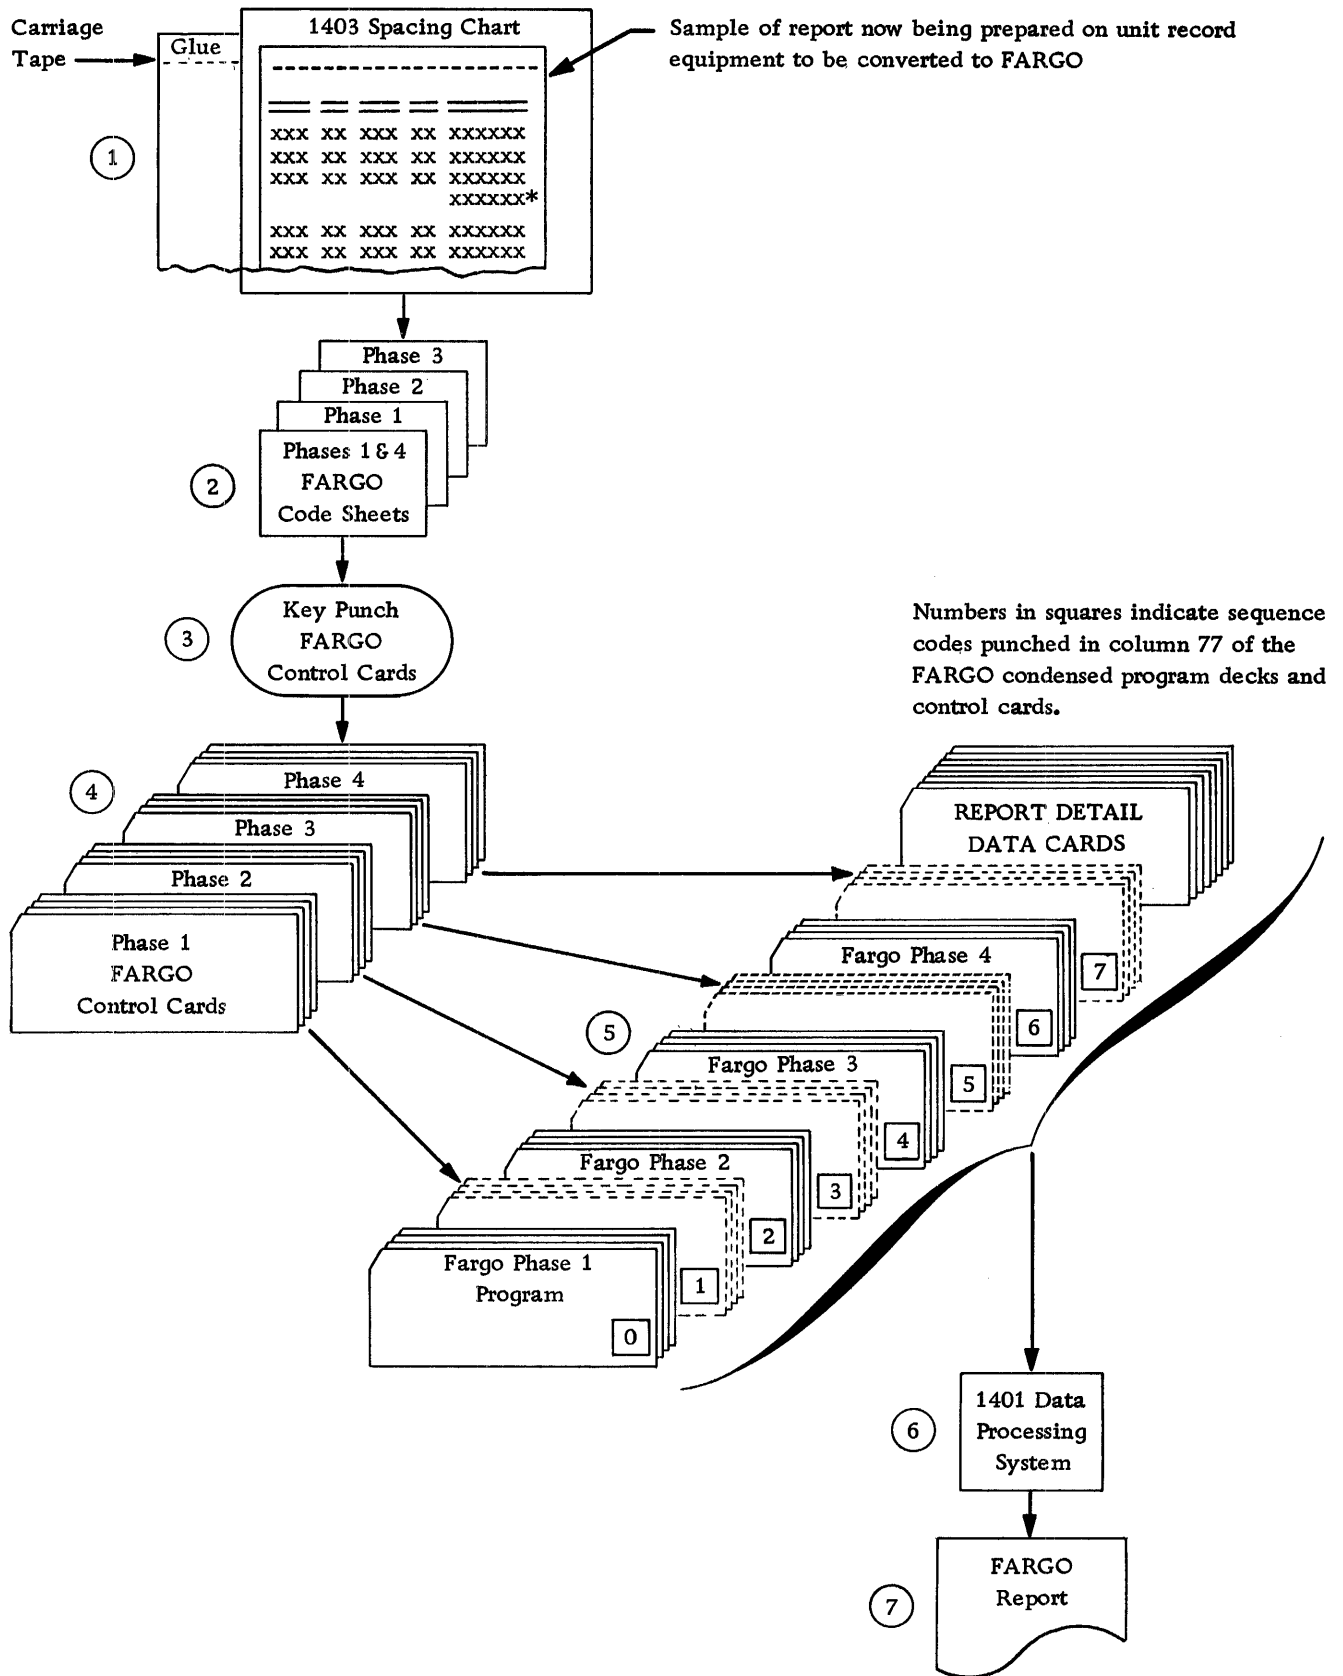 Carriage
Tape
Glue
1403 Spacing Chart
Sample of report now being prepared on unit record
equipment to be converted to FARGO
1
xxx xx xxx xx xxxxxx
xxx xx xxx xx xxxxxx
xxx xx xxx xx xxxxxx
xxxxxx*
xxx xx xxx xx xxxxxx
xxx xx xxx xx xxxxxx
Phase 3
Phase 2
Phase 1
2
Phases 1 & 4
FARGO
Code Sheets
3
Key Punch
FARGO
Control Cards
Numbers in squares indicate sequence
codes punched in column 77 of the
FARGO condensed program decks and
control cards.
4
Phase 4
Phase 3
Phase 2
Phase 1
FARGO
Control Cards
REPORT DETAIL
DATA CARDS
7
Fargo Phase 4
6
5
5
Fargo Phase 3
4
3
Fargo Phase 2
2
1
Fargo Phase 1
Program
0
6
1401 Data
Processing
System
7
FARGO
Report